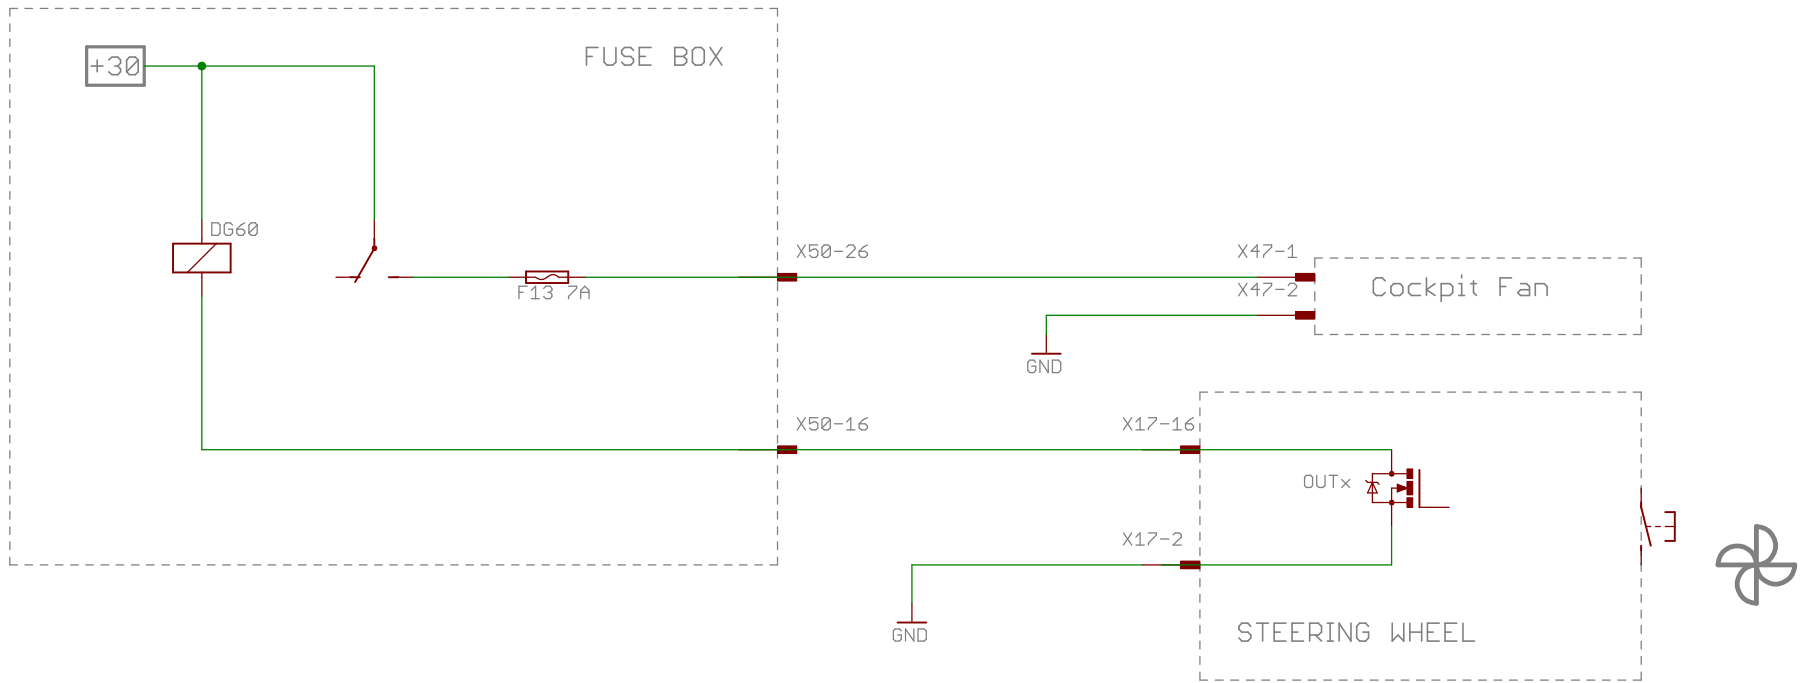 FUSE BOX
+30
DG60
X50-26
X47-1
F13 7A
X47-2
Cockpit Fan
GND
X50-16
X17-16
OUTx
X17-2
GND
STEERING WHEEL